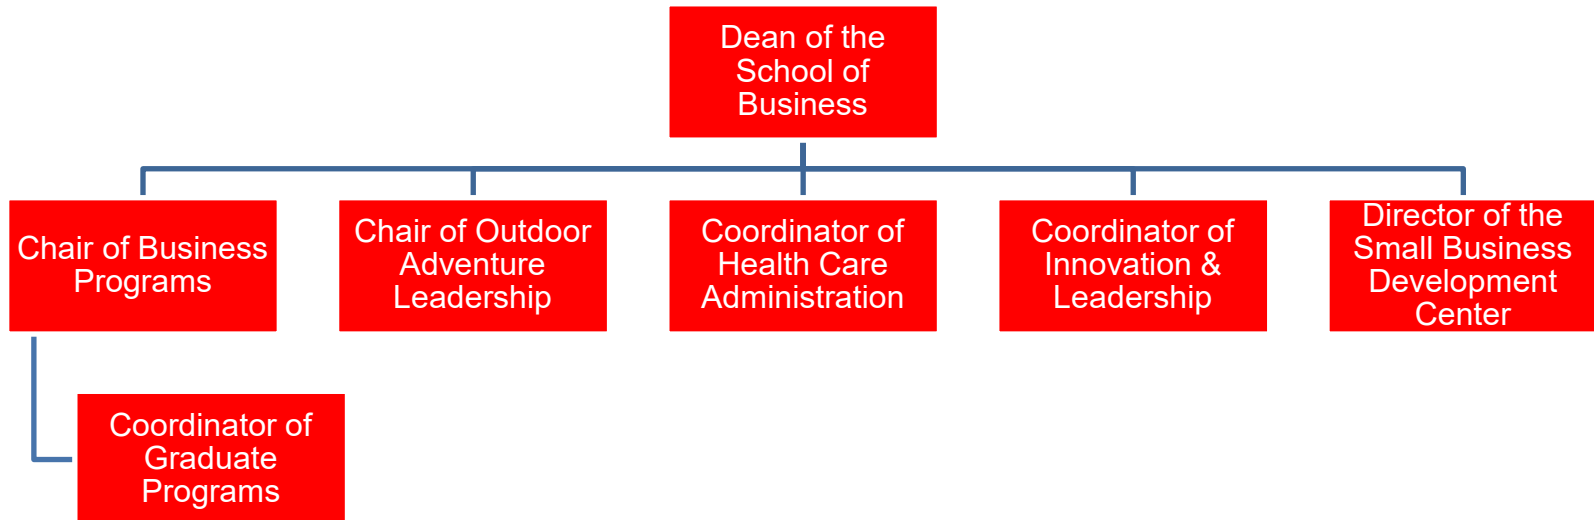 Dean of the
School of
Business
Chair of Business
Programs
Chair of Outdoor
Adventure
Leadership
Coordinator of
Health Care
Administration
Coordinator of
Innovation &
Leadership
Director of the
Small Business
Development
Center
Coordinator of
Graduate
Programs